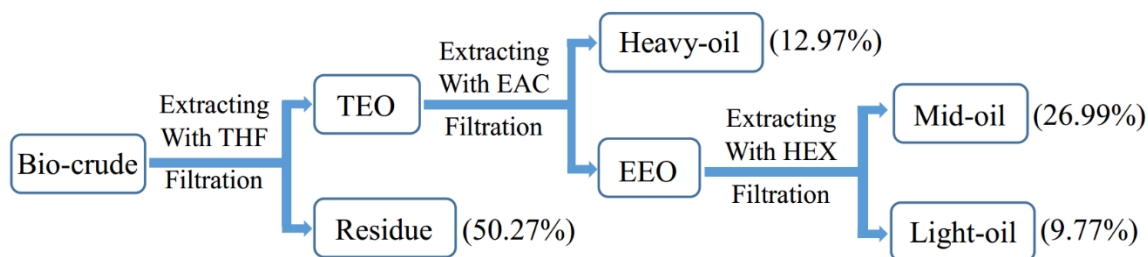 Bio-crude
Extracting
With THF
Filtration
TEO
Residue (50.27%)
Extracting
With EAC
Filtration
Heavy-oil (12.97%)
EEO
Extracting
With HEX
Filtration
Mid-oil (26.99%)
Light-oil (9.77%)